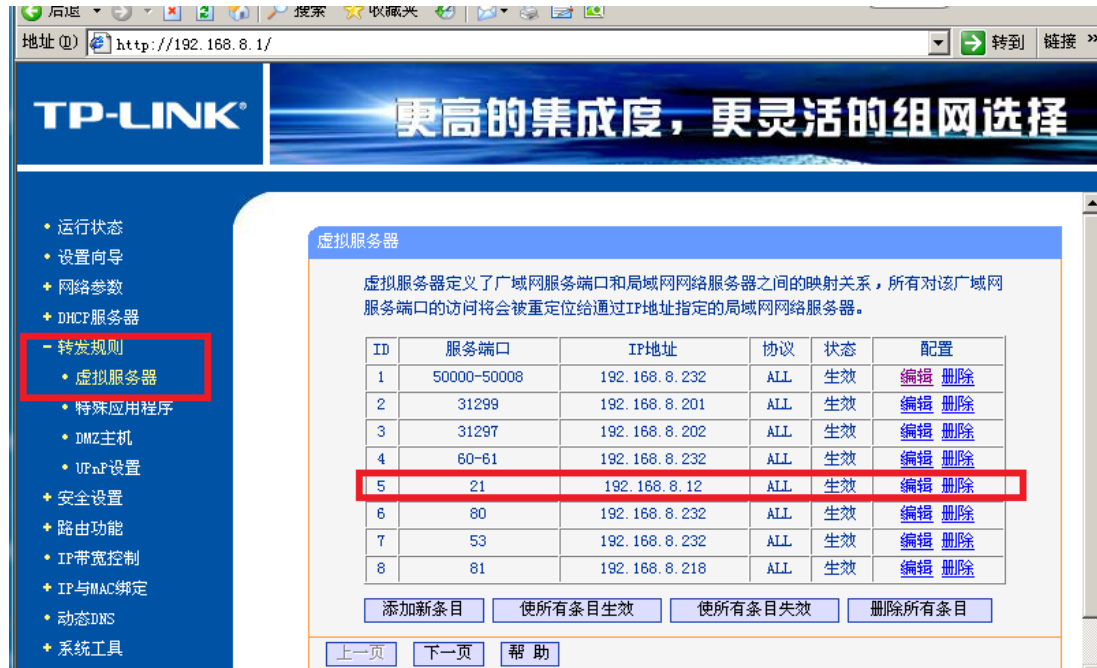 后退 搜索 收藏夹
地址(D) http://192.168.8.1/ 转到 链接 »
TP-LINK® 更高的集成度，更灵活的组网选择
• 运行状态
• 设置向导
+ 网络参数
+ DHCP服务器
- 转发规则
• 虚拟服务器
• 特殊应用程序
• DMZ主机
• UPnP设置
+ 安全设置
+ 路由功能
• IP带宽控制
+ IP与MAC绑定
• 动态DNS
+ 系统工具
虚拟服务器
虚拟服务器定义了广域网服务端口和局域网网络服务器之间的映射关系，所有对该广域网
服务端口的访问将会被重定位给通过IP地址指定的局域网网络服务器。
ID 服务端口 IP地址 协议 状态 配置
1 50000-50008 192.168.8.232 ALL 生效 编辑 删除
2 31299 192.168.8.201 ALL 生效 编辑 删除
3 31297 192.168.8.202 ALL 生效 编辑 删除
4 60-61 192.168.8.232 ALL 生效 编辑 删除
5 21 192.168.8.12 ALL 生效 编辑 删除
6 80 192.168.8.232 ALL 生效 编辑 删除
7 53 192.168.8.232 ALL 生效 编辑 删除
8 81 192.168.8.218 ALL 生效 编辑 删除
添加新条目 使所有条目生效 使所有条目失效 删除所有条目
上一页 下一页 帮 助